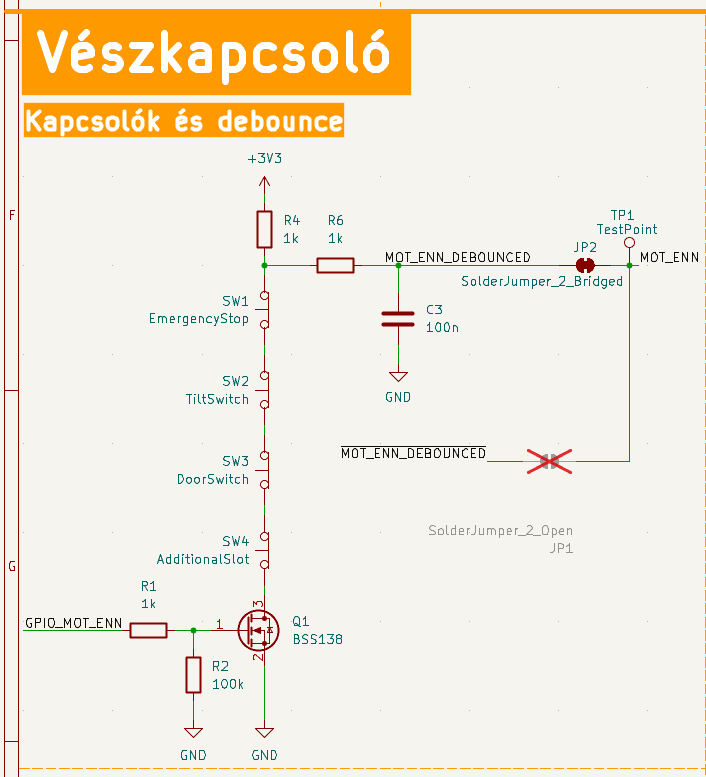 Vészkapcsoló
Kapcsolók és debounce
+3V3
R4
1k
R6
1k
TP1
TestPoint
JP2
MOT_ENN_DEBOUNCED
MOT_ENN
SolderJumper_2_Bridged
F
SW1
EmergencyStop
C3
100n
GND
SW2
TiltSwitch
MOT_ENN_DEBOUNCED
SW3
DoorSwitch
SolderJumper_2_Open
JP1
SW4
AdditionalSlot
G
R1
1k
GPIO_MOT_ENN
1
3
2
Q1
BSS138
R2
100k
GND
GND